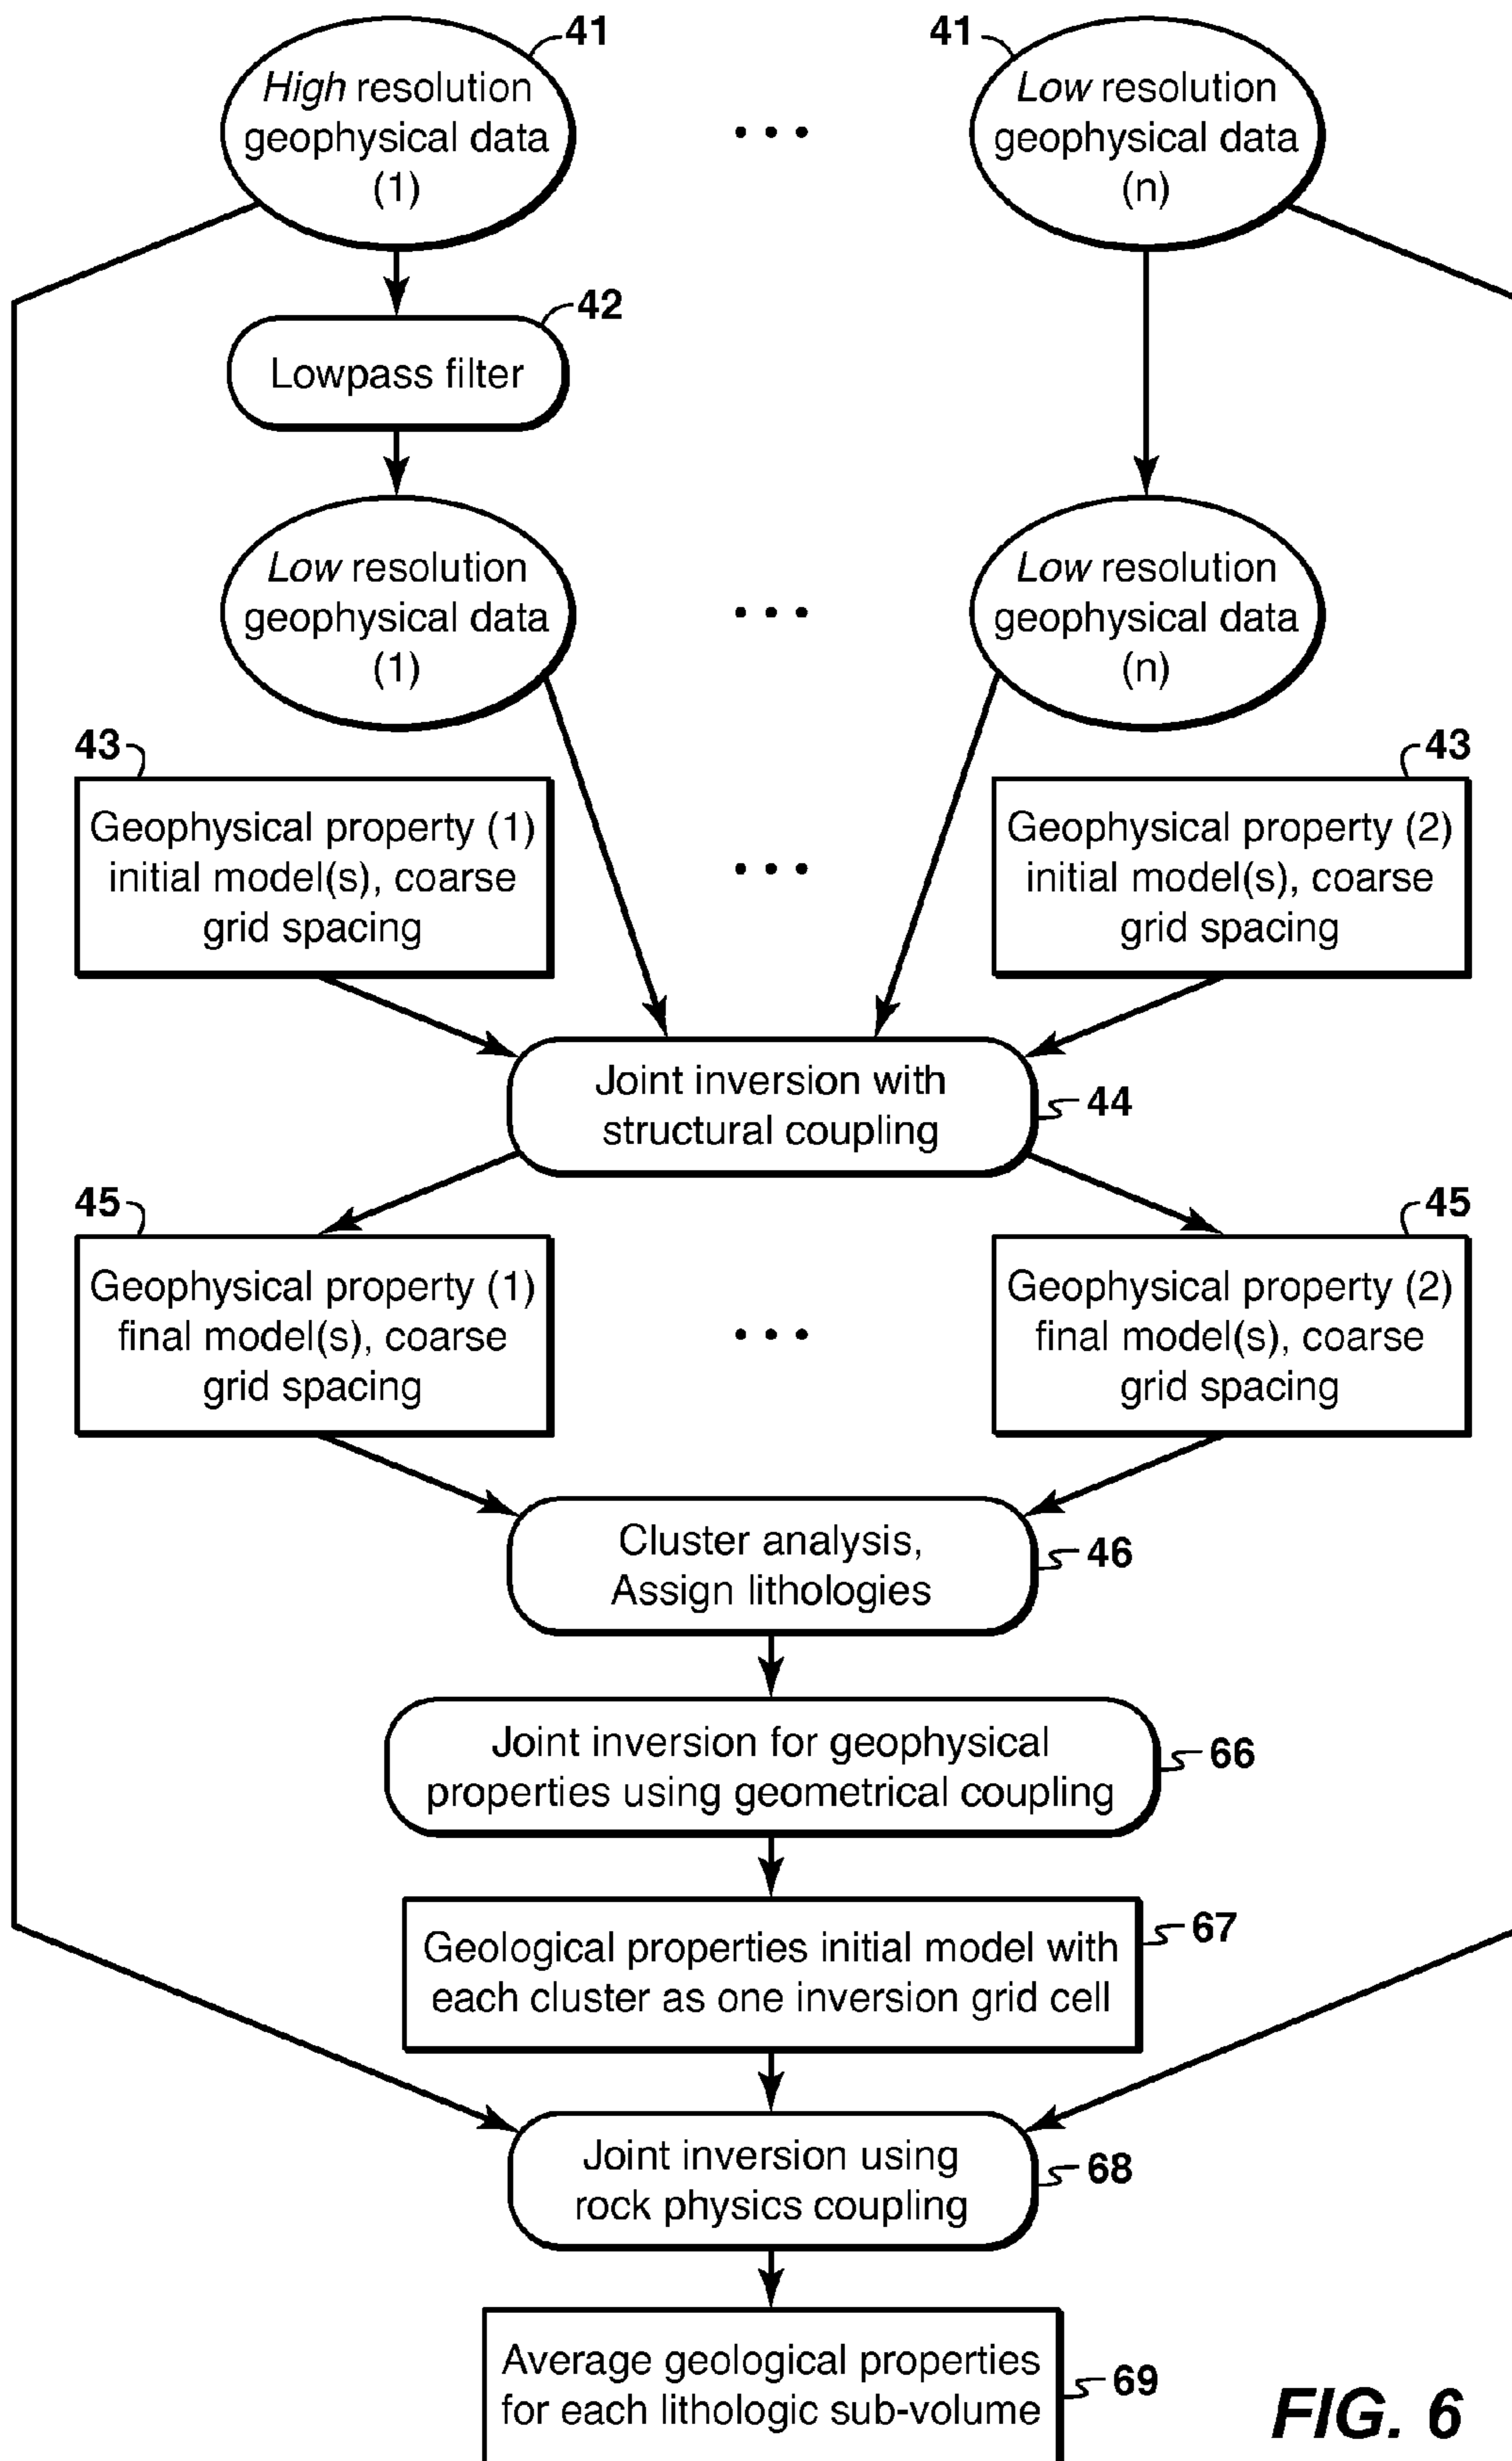 41
High resolution
geophysical data
(1)
. . .
41
Low resolution
geophysical data
(n)
42
Lowpass filter
Low resolution
geophysical data
(1)
. . .
Low resolution
geophysical data
(n)
43
Geophysical property (1)
initial model(s), coarse
grid spacing
. . .
43
Geophysical property (2)
initial model(s), coarse
grid spacing
Joint inversion with
structural coupling
44
45
Geophysical property (1)
final model(s), coarse
grid spacing
. . .
45
Geophysical property (2)
final model(s), coarse
grid spacing
Cluster analysis,
Assign lithologies
46
Joint inversion for geophysical
properties using geometrical coupling
66
Geological properties initial model with
each cluster as one inversion grid cell
67
Joint inversion using
rock physics coupling
68
Average geological properties
for each lithologic sub-volume
69
FIG. 6